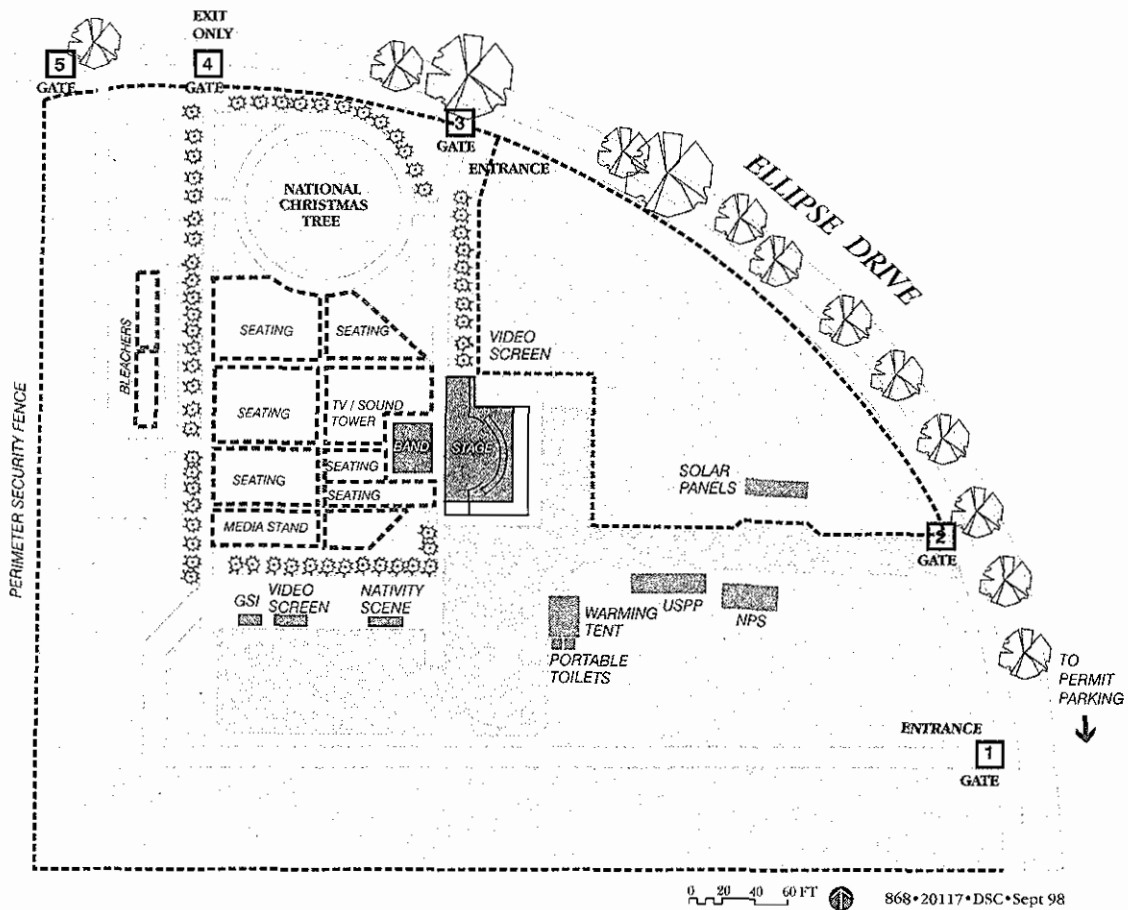 EXIT
ONLY
5
GATE
4
GATE
3
GATE
ENTRANCE
NATIONAL
CHRISTMAS
TREE
ELLIPSE DRIVE
BLEACHERS
SEATING
SEATING
VIDEO
SCREEN
SEATING
TV / SOUND
TOWER
BAND
STAGE
SEATING
SEATING
SEATING
MEDIA STAND
SOLAR
PANELS
2
GATE
PERIMETER SECURITY FENCE
GSI
VIDEO
SCREEN
NATIVITY
SCENE
WARMING
TENT
USPP
NPS
PORTABLE
TOILETS
TO
PERMIT
PARKING
ENTRANCE
1
GATE
0 20 40 60 FT
868•20117•DSC•Sept 98